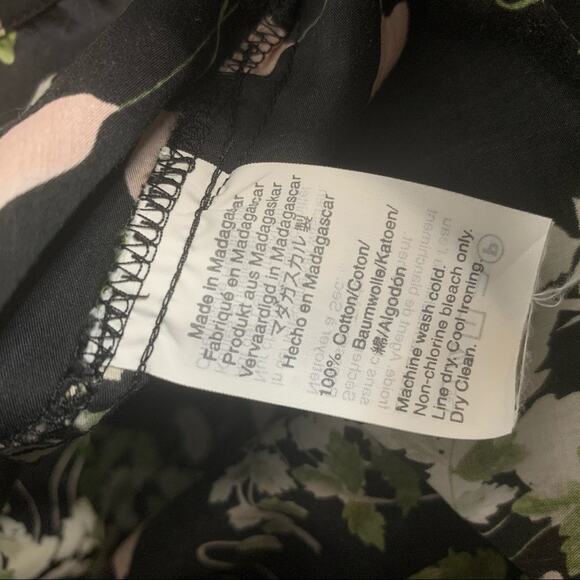 Made in Madagascar
Fabriqué en Madagascar
Produkt aus Madagaskar
Vervaardigd in Madagascar
マダガスカル製
Hecho en Madagascar
100% Cotton/Coton/
Baumwolle/Katoen/
綿/Algodón
Machine wash cold.
Non-chlorine bleach only.
Line dry. Cool Ironing.
Dry Clean.